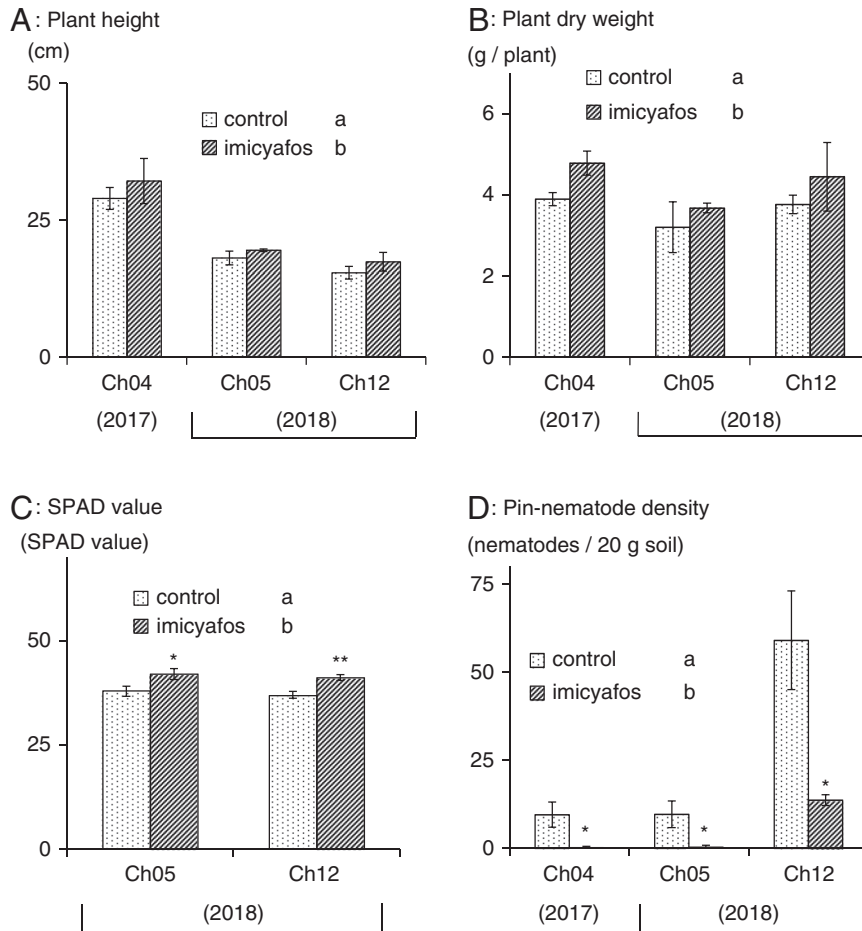 A: Plant height
(cm)
50
25
0
control a
imicyafos b
Ch04 Ch05 Ch12
(2017) (2018)
B: Plant dry weight
(g / plant)
6
4
2
0
control a
imicyafos b
Ch04 Ch05 Ch12
(2017) (2018)
C: SPAD value
(SPAD value)
50
25
0
control a
imicyafos b
* **
Ch05 Ch12
(2018)
D: Pin-nematode density
(nematodes / 20 g soil)
75
50
25
0
control a
imicyafos b
* * *
Ch04 Ch05 Ch12
(2017) (2018)